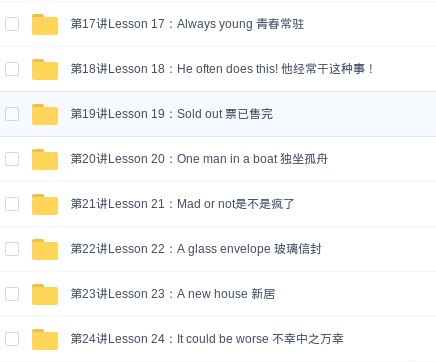 第17讲Lesson 17：Always young 青春常驻
第18讲Lesson 18：He often does this! 他经常干这种事！
第19讲Lesson 19：Sold out 票已售完
第20讲Lesson 20：One man in a boat 独坐孤舟
第21讲Lesson 21：Mad or not是不是疯了
第22讲Lesson 22：A glass envelope 玻璃信封
第23讲Lesson 23：A new house 新居
第24讲Lesson 24：It could be worse 不幸中之万幸